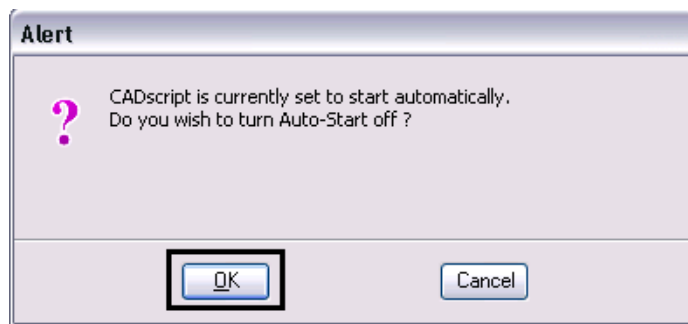 Alert
CADscript is currently set to start automatically.
Do you wish to turn Auto-Start off ?
?
OK Cancel